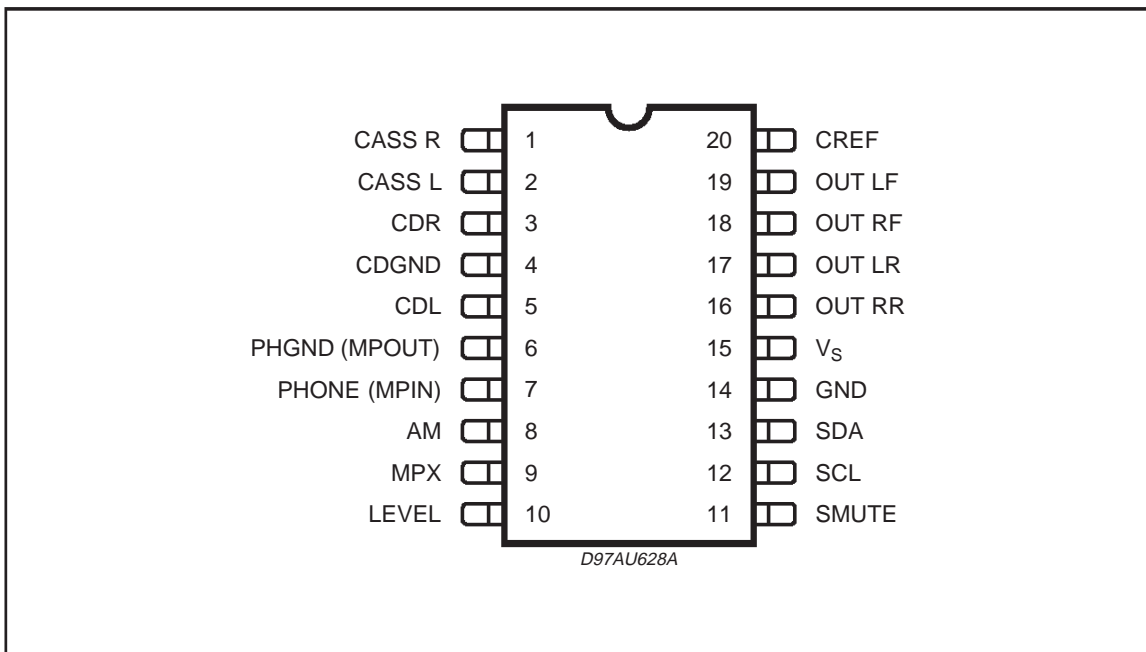 CASS R 1 20 CREF
CASS L 2 19 OUT LF
CDR 3 18 OUT RF
CDGND 4 17 OUT LR
CDL 5 16 OUT RR
PHGND (MPOUT) 6 15 VS
PHONE (MPIN) 7 14 GND
AM 8 13 SDA
MPX 9 12 SCL
LEVEL 10 11 SMUTE
D97AU628A